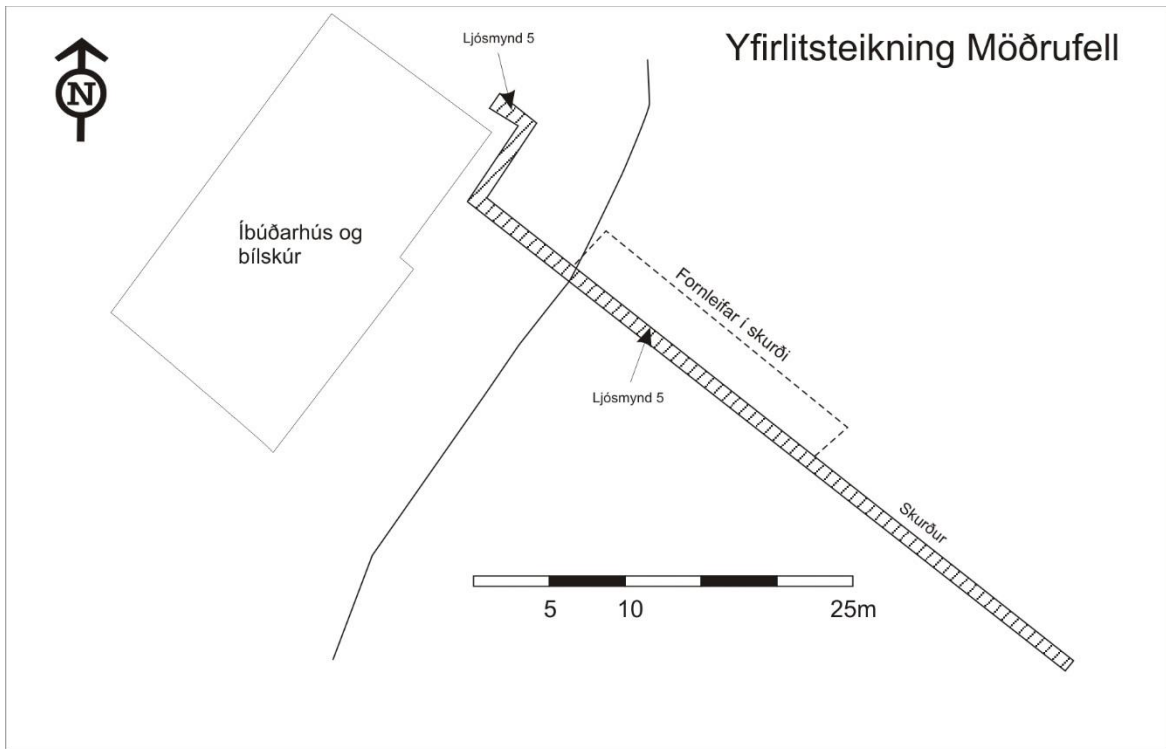 Yfirlitsteikning Möðrufell
Ljósmynd 5
N
Íbúðarhús og
bílskúr
Fornleifar í skurði
Ljósmynd 5
Skurður
5 10 25m